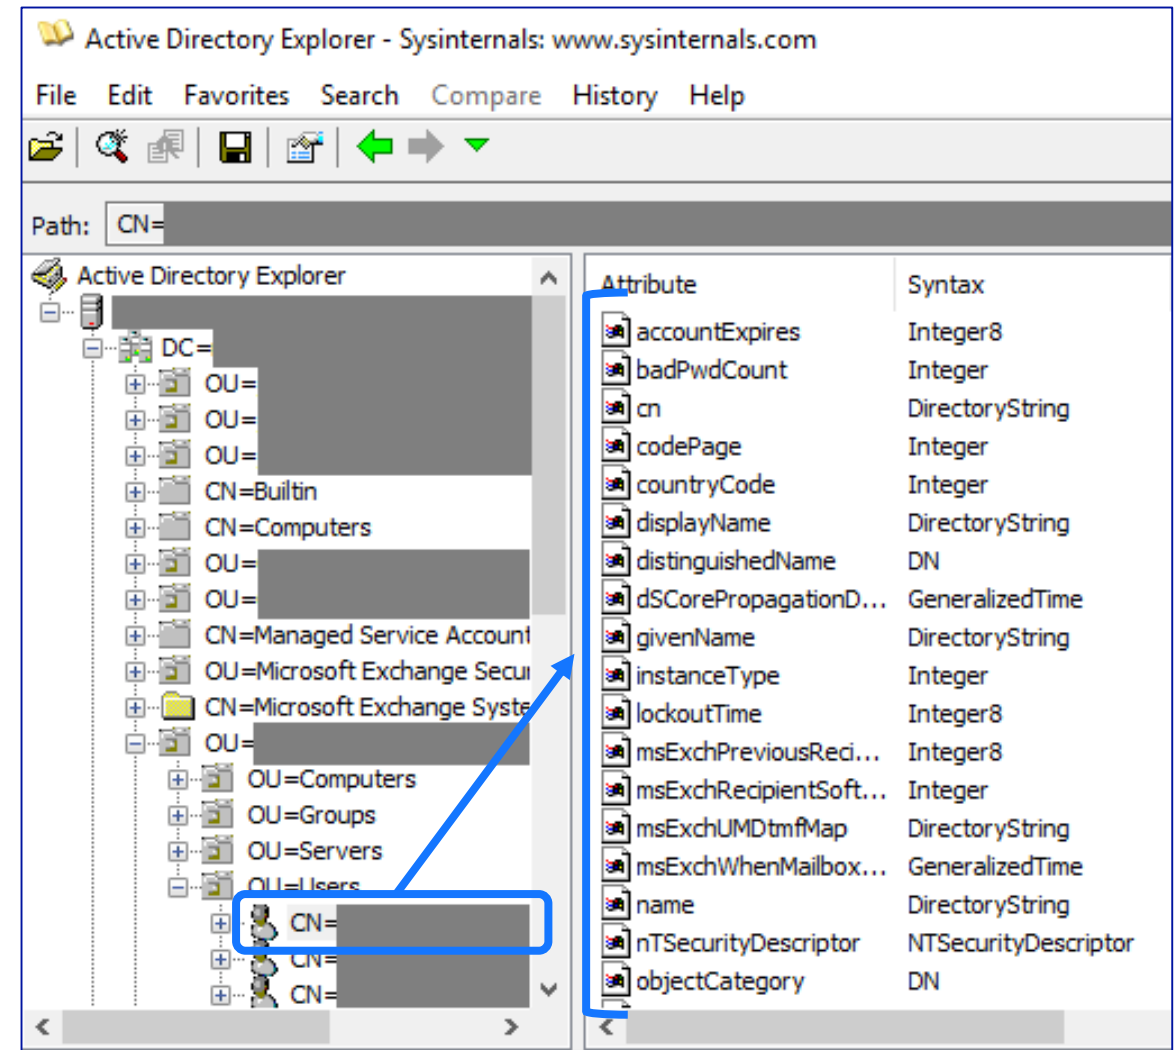 Active Directory Explorer - Sysinternals: www.sysinternals.com
File Edit Favorites Search Compare History Help
Path: CN=
Active Directory Explorer
DC=
OU=
OU=
OU=
CN=Builtin
CN=Computers
OU=
OU=
CN=Managed Service Account
OU=Microsoft Exchange Secur
CN=Microsoft Exchange Syste
OU=
OU=Computers
OU=Groups
OU=Servers
OU=Users
CN=
CN=
CN=
Attribute Syntax
accountExpires Integer8
badPwdCount Integer
cn DirectoryString
codePage Integer
countryCode Integer
displayName DirectoryString
distinguishedName DN
dSCorePropagationD... GeneralizedTime
givenName DirectoryString
instanceType Integer
lockoutTime Integer8
msExchPreviousReci... Integer8
msExchRecipientSoft... Integer
msExchUMDtmfMap DirectoryString
msExchWhenMailbox... GeneralizedTime
name DirectoryString
nTSecurityDescriptor NTSecurityDescriptor
objectCategory DN